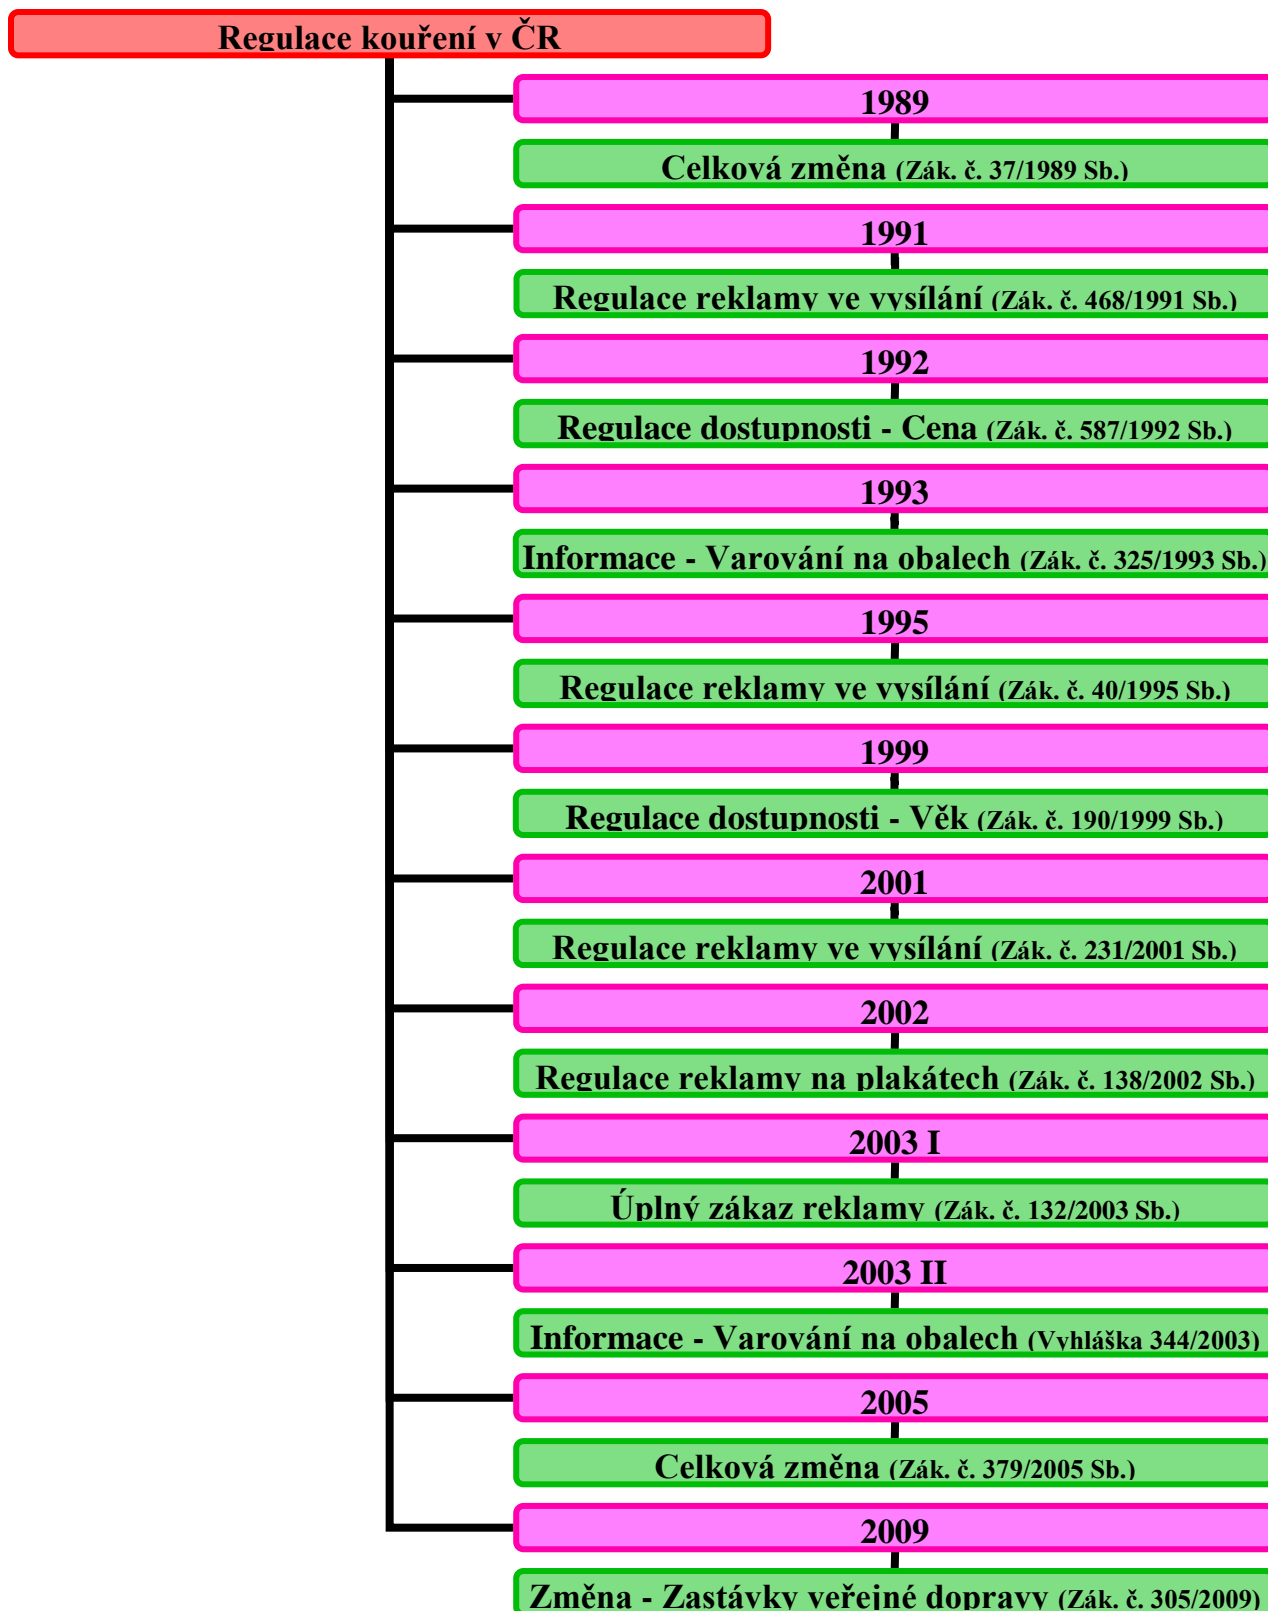 Regulace kouření v ČR
1989
Celková změna (Zák. č. 37/1989 Sb.)
1991
Regulace reklamy ve vysílání (Zák. č. 468/1991 Sb.)
1992
Regulace dostupnosti - Cena (Zák. č. 587/1992 Sb.)
1993
Informace - Varování na obalech (Zák. č. 325/1993 Sb.)
1995
Regulace reklamy ve vysílání (Zák. č. 40/1995 Sb.)
1999
Regulace dostupnosti - Věk (Zák. č. 190/1999 Sb.)
2001
Regulace reklamy ve vysílání (Zák. č. 231/2001 Sb.)
2002
Regulace reklamy na plakátech (Zák. č. 138/2002 Sb.)
2003 I
Úplný zákaz reklamy (Zák. č. 132/2003 Sb.)
2003 II
Informace - Varování na obalech (Vyhláška 344/2003)
2005
Celková změna (Zák. č. 379/2005 Sb.)
2009
Změna - Zastávky veřejné dopravy (Zák. č. 305/2009)